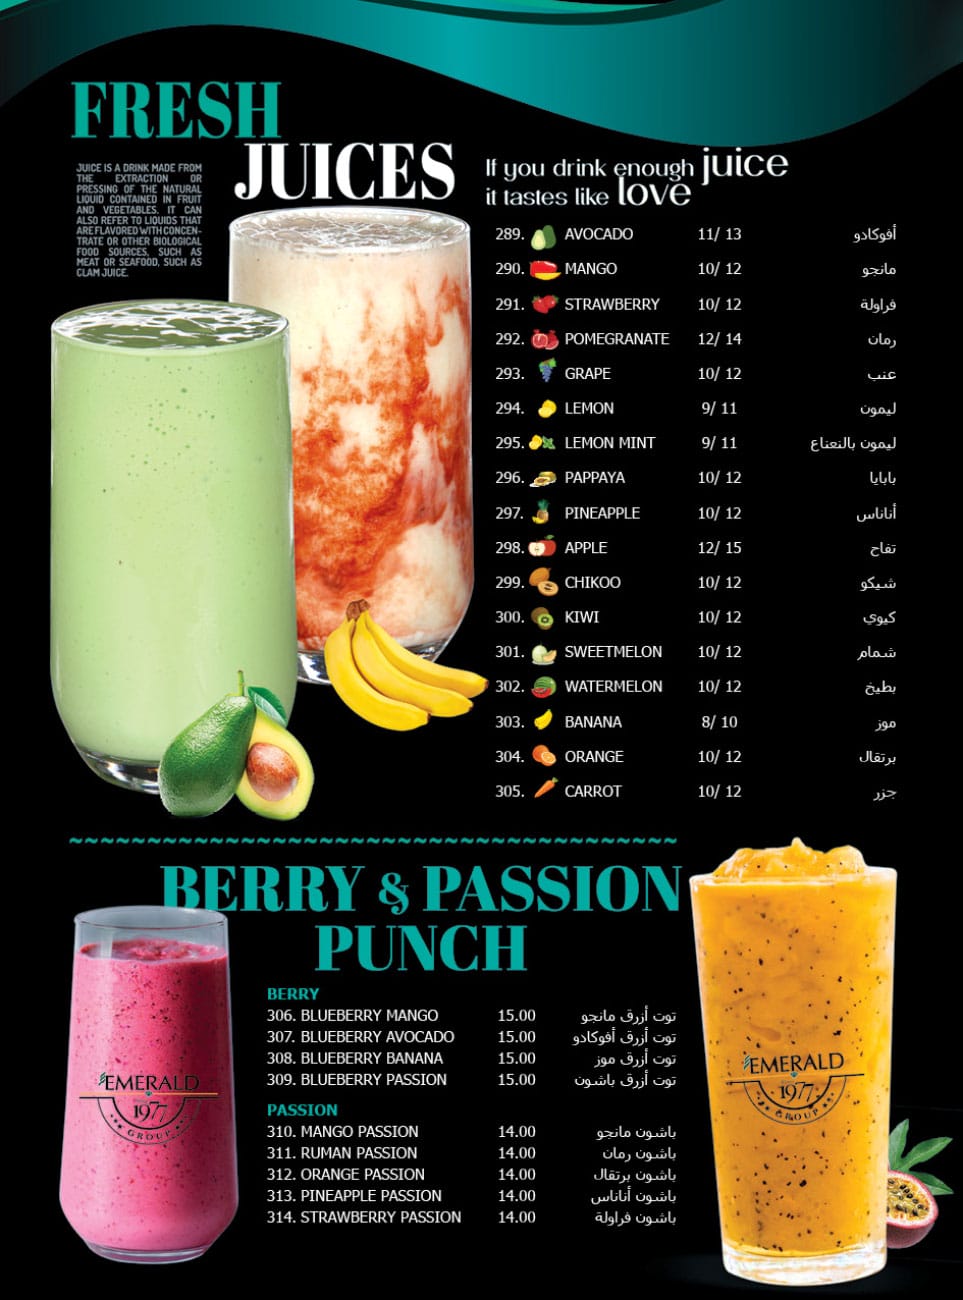 FRESH
JUICES
JUICE IS A DRINK MADE FROM
THE EXTRACTION OR
PRESSING OF THE NATURAL
LIQUID CONTAINED IN FRUIT
AND VEGETABLES. IT CAN
ALSO REFER TO LIQUIDS THAT
ARE FLAVORED WITH CONCEN-
TRATE OR OTHER BIOLOGICAL
FOOD SOURCES, SUCH AS
MEAT OR SEAFOOD, SUCH AS
CLAM JUICE.
If you drink enough juice
it tastes like love
289. AVOCADO 11/ 13 أفوكادو
290. MANGO 10/ 12 مانجو
291. STRAWBERRY 10/ 12 فراولة
292. POMEGRANATE 12/ 14 رمان
293. GRAPE 10/ 12 عنب
294. LEMON 9/ 11 ليمون
295. LEMON MINT 9/ 11 ليمون بالنعناع
296. PAPPAYA 10/ 12 بابايا
297. PINEAPPLE 10/ 12 أناناس
298. APPLE 12/ 15 تفاح
299. CHIKOO 10/ 12 شيكو
300. KIWI 10/ 12 كيوي
301. SWEETMELON 10/ 12 شمام
302. WATERMELON 10/ 12 بطيخ
303. BANANA 8/ 10 موز
304. ORANGE 10/ 12 برتقال
305. CARROT 10/ 12 جزر
BERRY & PASSION
PUNCH
BERRY
306. BLUEBERRY MANGO 15.00 توت أزرق مانجو
307. BLUEBERRY AVOCADO 15.00 توت أزرق أفوكادو
308. BLUEBERRY BANANA 15.00 توت أزرق موز
309. BLUEBERRY PASSION 15.00 توت أزرق باشون
PASSION
310. MANGO PASSION 14.00 باشون مانجو
311. RUMAN PASSION 14.00 باشون رمان
312. ORANGE PASSION 14.00 باشون برتقال
313. PINEAPPLE PASSION 14.00 باشون أناناس
314. STRAWBERRY PASSION 14.00 باشون فراولة
EMERALD
1977
GROUP
EMERALD
1977
GROUP